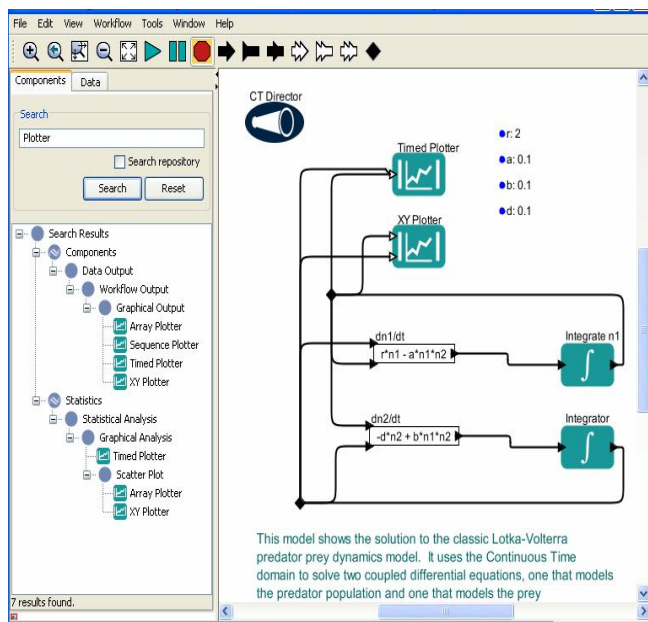 File Edit View Workflow Tools Window Help
Components Data
Search
Plotter
Search repository
Search Reset
Search Results
Components
Data Output
Workflow Output
Graphical Output
Array Plotter
Sequence Plotter
Timed Plotter
XY Plotter
Statistics
Statistical Analysis
Graphical Analysis
Timed Plotter
Scatter Plot
Array Plotter
XY Plotter
7 results found.
CT Director
Timed Plotter
r: 2
a: 0.1
b: 0.1
d: 0.1
XY Plotter
dn1/dt
r*n1 - a*n1*n2
Integrate n1
dn2/dt
-d*n2 + b*n1*n2
Integrator
This model shows the solution to the classic Lotka-Volterra
predator prey dynamics model. It uses the Continuous Time
domain to solve two coupled differential equations, one that models
the predator population and one that models the prey